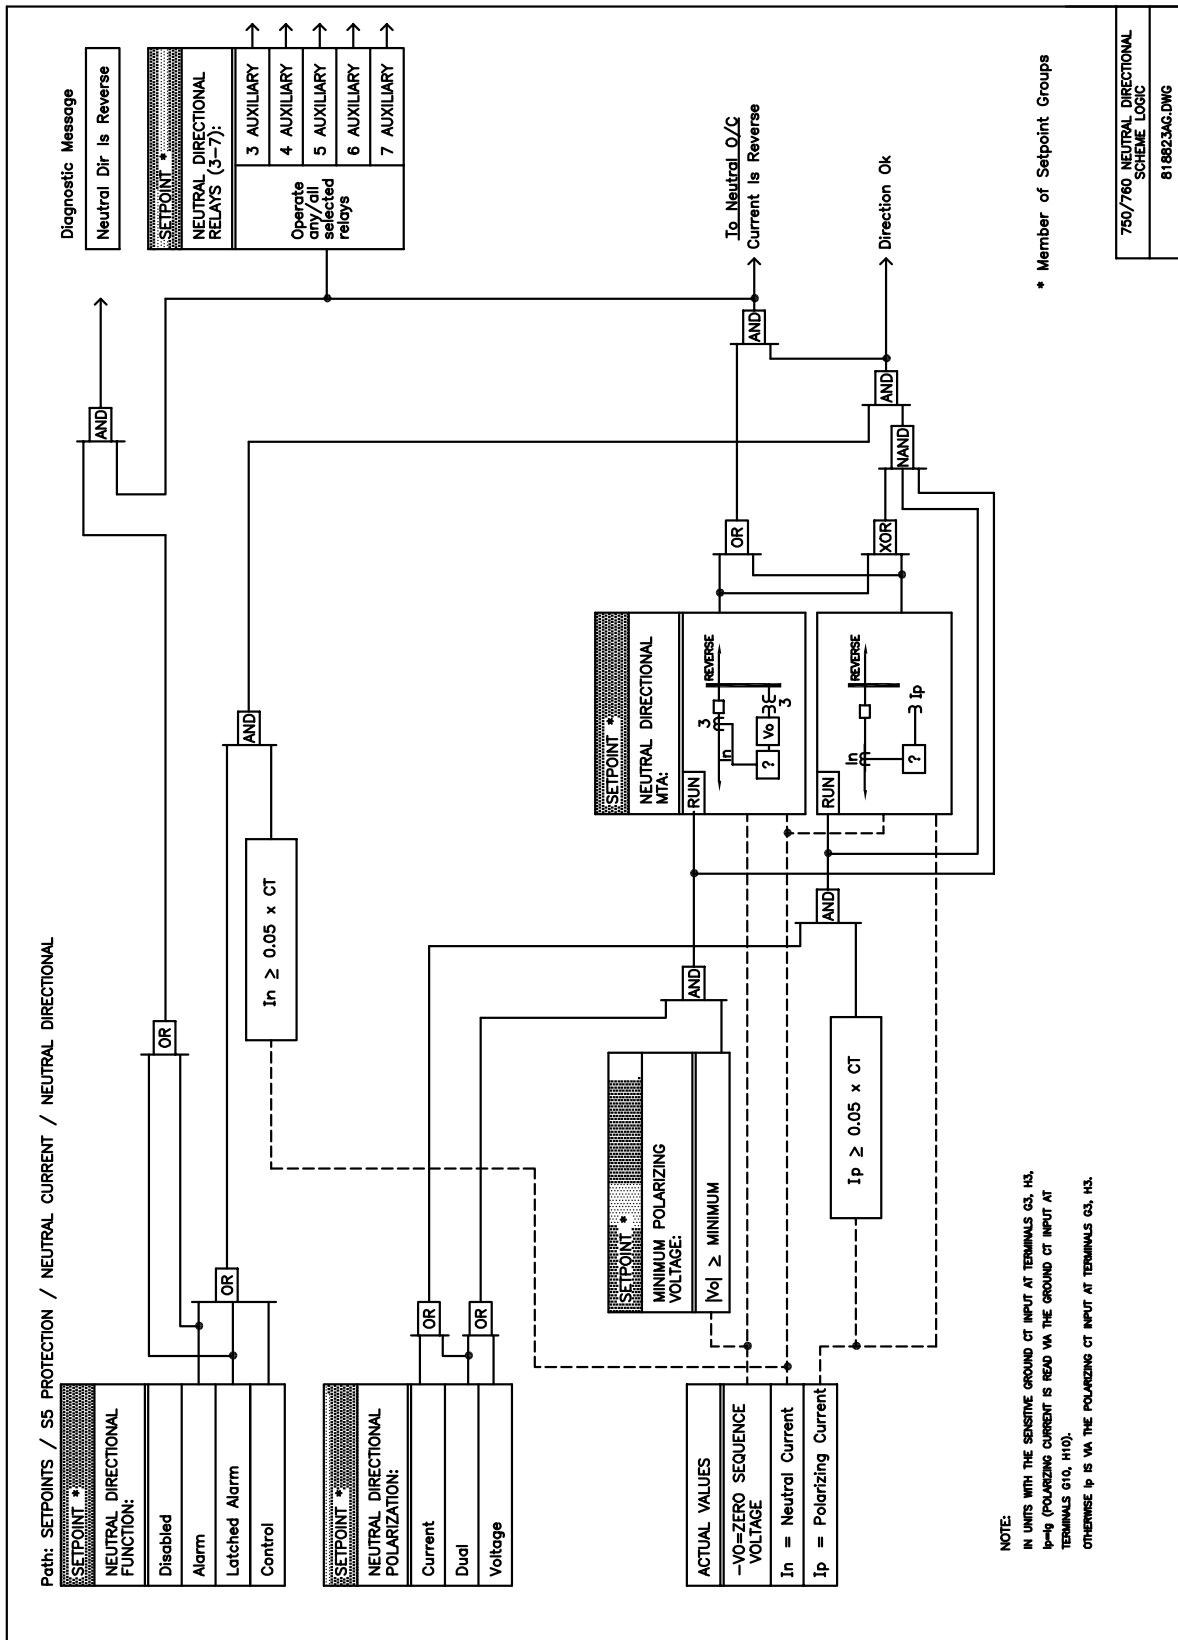 Path: SETPOINTS / S5 PROTECTION / NEUTRAL CURRENT / NEUTRAL DIRECTIONAL
SETPOINT *
NEUTRAL DIRECTIONAL
FUNCTION:
Disabled
Alarm
Latched Alarm
Control
OR
OR
In ≥ 0.05 x CT
AND
AND
Diagnostic Message
Neutral Dir Is Reverse
SETPOINT *
NEUTRAL DIRECTIONAL
RELAYS (3-7):
Operate
any/all
selected
relays
3 AUXILIARY
4 AUXILIARY
5 AUXILIARY
6 AUXILIARY
7 AUXILIARY
SETPOINT *
NEUTRAL DIRECTIONAL
POLARIZATION:
Current
Dual
Voltage
OR
OR
SETPOINT *
MINIMUM POLARIZING
VOLTAGE:
|Vo| ≥ MINIMUM
AND
Ip ≥ 0.05 x CT
AND
SETPOINT *
NEUTRAL DIRECTIONAL
MTA:
RUN
REVERSE
3
In
?
Vo
3
RUN
REVERSE
In
?
Ip
OR
XOR
NAND
AND
AND
To Neutral O/C
Current Is Reverse
Direction Ok
ACTUAL VALUES
-VO=ZERO SEQUENCE
VOLTAGE
In = Neutral Current
Ip = Polarizing Current
NOTE:
IN UNITS WITH THE SENSITIVE GROUND CT INPUT AT TERMINALS G3, H3,
Ip=Ig (POLARIZING CURRENT IS READ VIA THE GROUND CT INPUT AT
TERMINALS G10, H10).
OTHERWISE Ip IS VIA THE POLARIZING CT INPUT AT TERMINALS G3, H3.
* Member of Setpoint Groups
750/760 NEUTRAL DIRECTIONAL
SCHEME LOGIC
818823AG.DWG